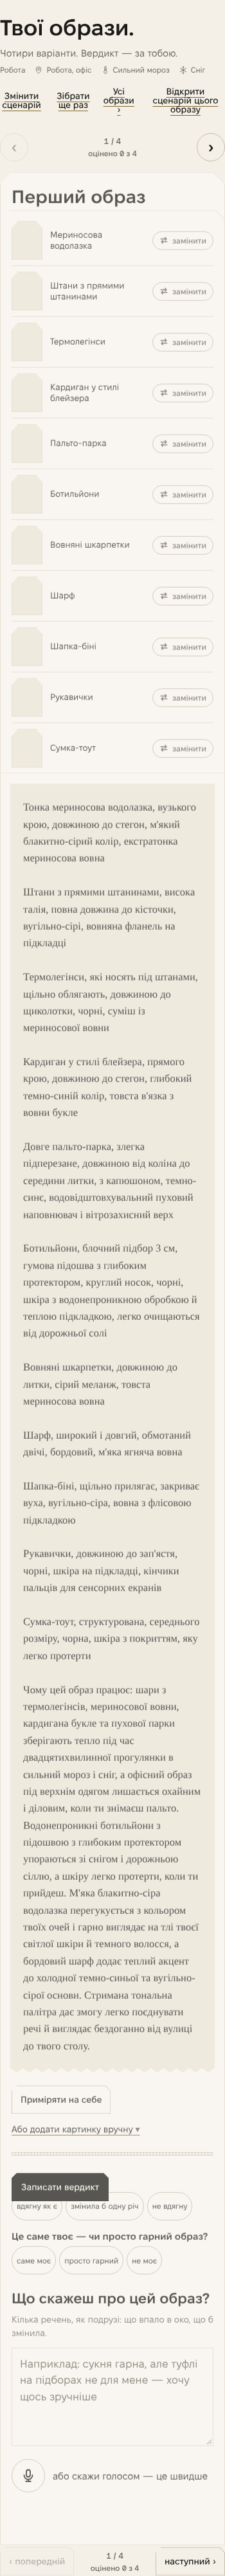 Твої образи.
Чотири варіанти. Вердикт — за тобою.
Робота Робота, офіс Сильний мороз Сніг
Змінити сценарій
Зібрати ще раз
Усі образи ›
Відкрити сценарій цього образу
‹
1 / 4
оцінено 0 з 4
›
Перший образ
Мериносова водолазка
замінити
Штани з прямими штанинами
замінити
Термолегінси
замінити
Кардиган у стилі блейзера
замінити
Пальто-парка
замінити
Ботильйони
замінити
Вовняні шкарпетки
замінити
Шарф
замінити
Шапка-біні
замінити
Рукавички
замінити
Сумка-тоут
замінити
Тонка мериносова водолазка, вузького
крою, довжиною до стегон, м'який
блакитно-сірий колір, екстратонка
мериносова вовна
Штани з прямими штанинами, висока
талія, повна довжина до кісточки,
вугільно-сірі, вовняна фланель на
підкладці
Термолегінси, які носять під штанами,
щільно облягають, довжиною до
щиколотки, чорні, суміш із
мериносової вовни
Кардиган у стилі блейзера, прямого
крою, довжиною до стегон, глибокий
темно-синій колір, товста в'язка з
вовни букле
Довге пальто-парка, злегка
підперезане, довжиною від коліна до
середини литки, з капюшоном, темно-
синє, водовідштовхувальний пуховий
наповнювач і вітрозахисний верх
Ботильйони, блочний підбор 3 см,
гумова підошва з глибоким
протектором, круглий носок, чорні,
шкіра з водонепроникною обробкою й
теплою підкладкою, легко очищаються
від дорожньої солі
Вовняні шкарпетки, довжиною до
литки, сірий меланж, товста
мериносова вовна
Шарф, широкий і довгий, обмотаний
двічі, бордовий, м'яка ягняча вовна
Шапка-біні, щільно прилягає, закриває
вуха, вугільно-сіра, вовна з флісовою
підкладкою
Рукавички, довжиною до зап'ястя,
чорні, шкіра на підкладці, кінчики
пальців для сенсорних екранів
Сумка-тоут, структурована, середнього
розміру, чорна, шкіра з покриттям, яку
легко протерти
Чому цей образ працює: шари з
термолегінсів, мериносової вовни,
кардигана букле та пухової парки
зберігають тепло під час
двадцятихвилинної прогулянки в
сильний мороз і сніг, а офісний образ
під верхнім одягом лишається охайним
і діловим, коли ти знімаєш пальто.
Водонепроникні ботильйони з
підошвою з глибоким протектором
упораються зі снігом і дорожньою
сіллю, а шкіру легко протерти, коли ти
прийдеш. М'яка блакитно-сіра
водолазка перегукується з кольором
твоїх очей і гарно виглядає на тлі твоєї
світлої шкіри й темного волосся, а
бордовий шарф додає теплий акцент
до холодної темно-синьої та вугільно-
сірої основи. Стримана тональна
палітра дає змогу легко поєднувати
речі й виглядає бездоганно від вулиці
до твого столу.
Приміряти на себе
Або додати картинку вручну ▾
Записати вердикт
вдягну як є
змінила б одну річ
не вдягну
Це саме твоє — чи просто гарний образ?
саме моє
просто гарний
не моє
Що скажеш про цей образ?
Кілька речень, як подрузі: що впало в око, що б
змінила.
Наприклад: сукня гарна, але туфлі
на підборах не для мене — хочу
щось зручніше
або скажи голосом — це швидше
‹ попередній
1 / 4
оцінено 0 з 4
наступний ›